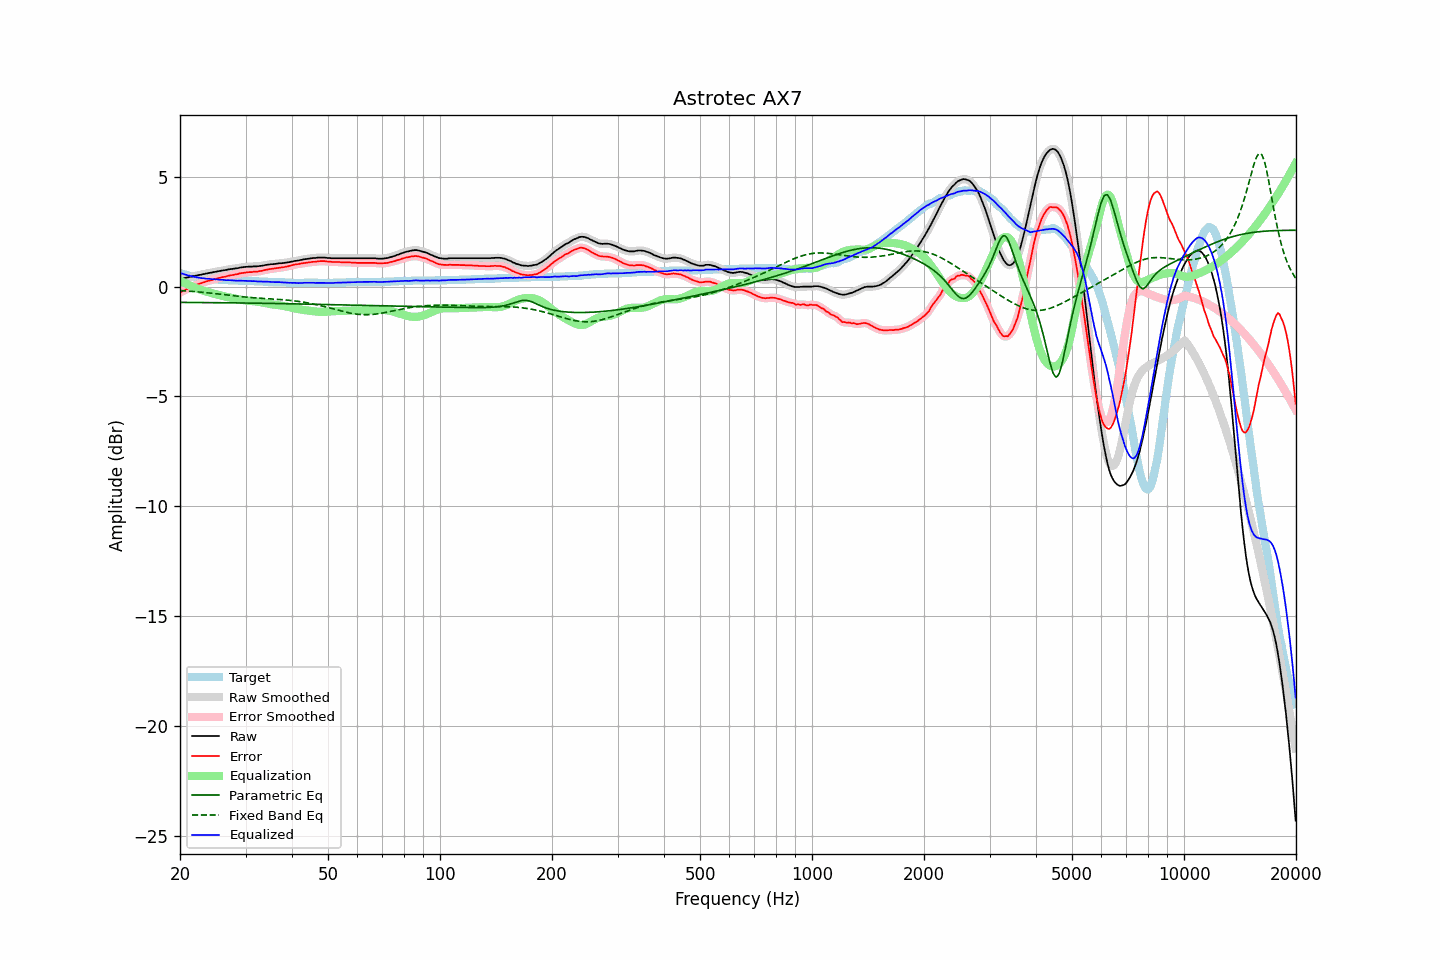 Astrotec AX7
Amplitude (dBr)
5
0
−5
−10
−15
−20
−25
Target
Raw Smoothed
Error Smoothed
Raw
Error
Equalization
Parametric Eq
Fixed Band Eq
Equalized
20 50 100 200 500 1000 2000 5000 10000 20000
Frequency (Hz)